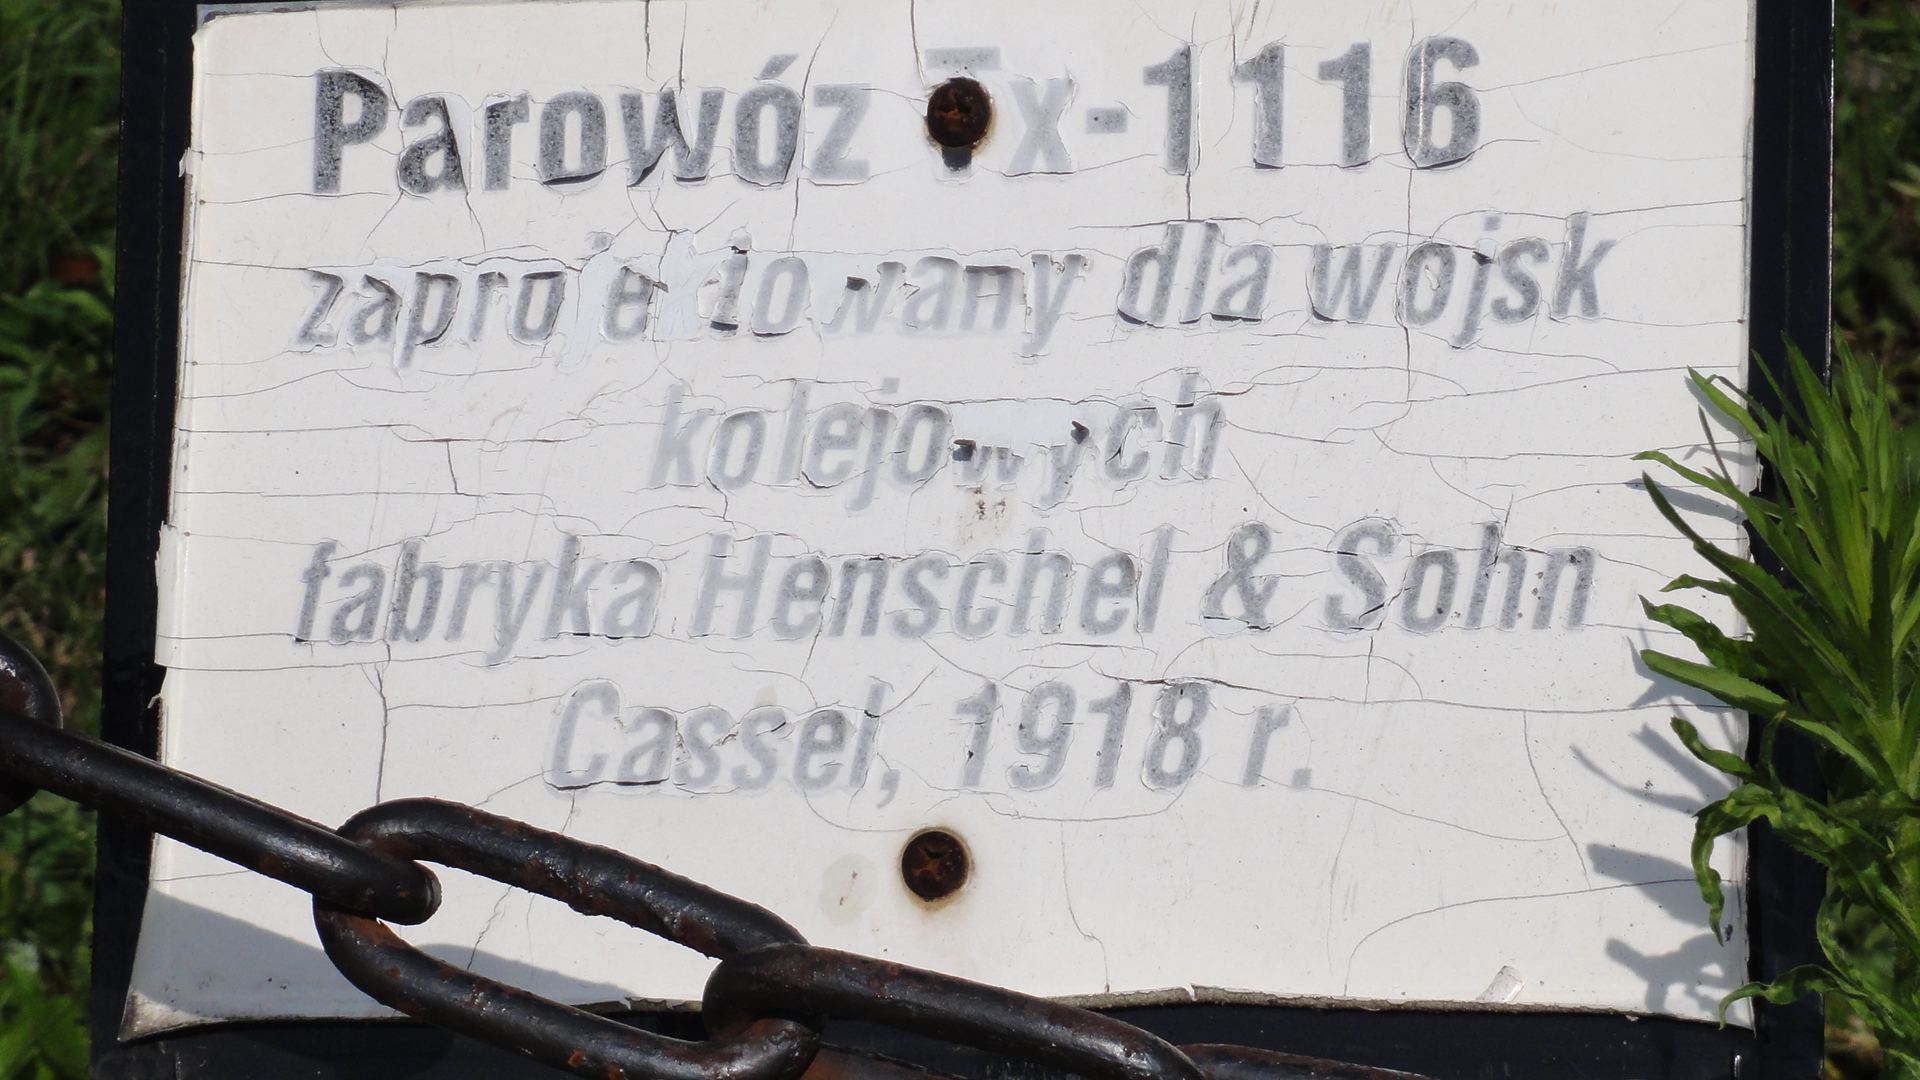 Parowóz Tx-1116
zaprojektowany dla wojsk
kolejowych
fabryka Henschel & Sohn
Cassel, 1918 r.